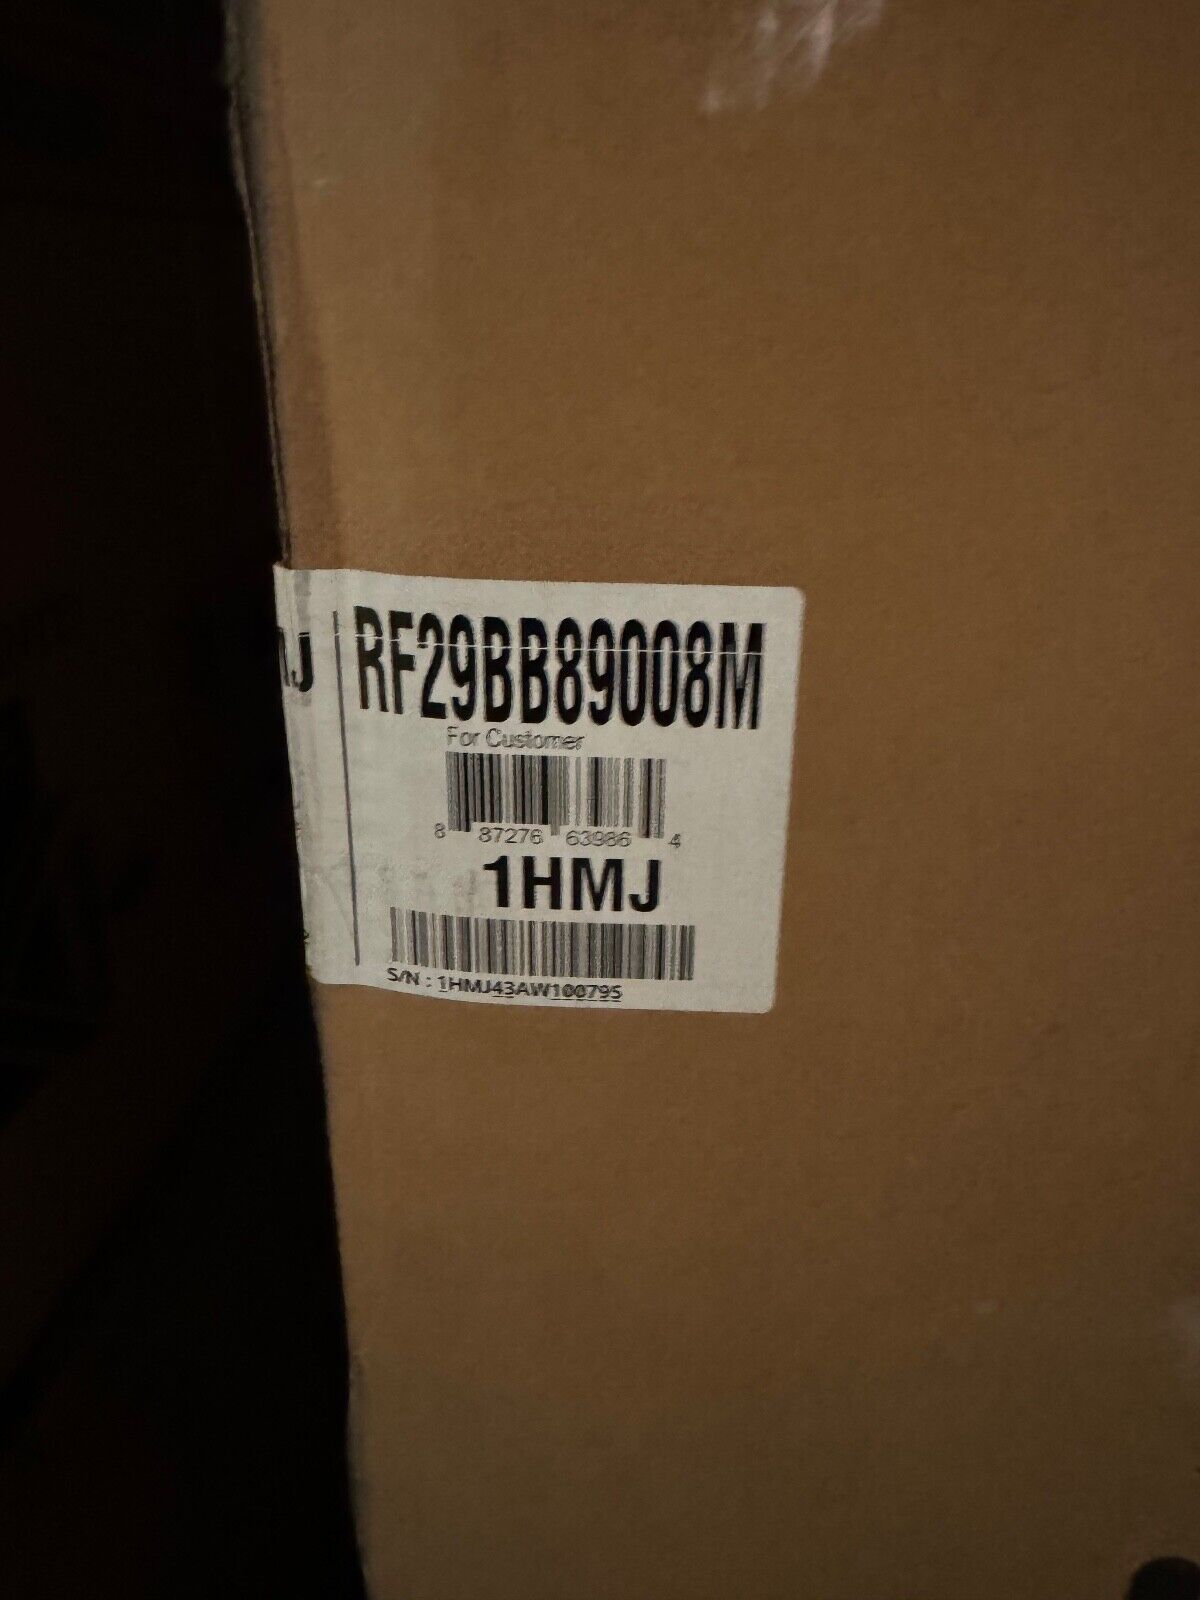 RF29BB89008M
For Customer
8 87276 63986 4
1HMJ
S/N : 1HMJ43AW100795